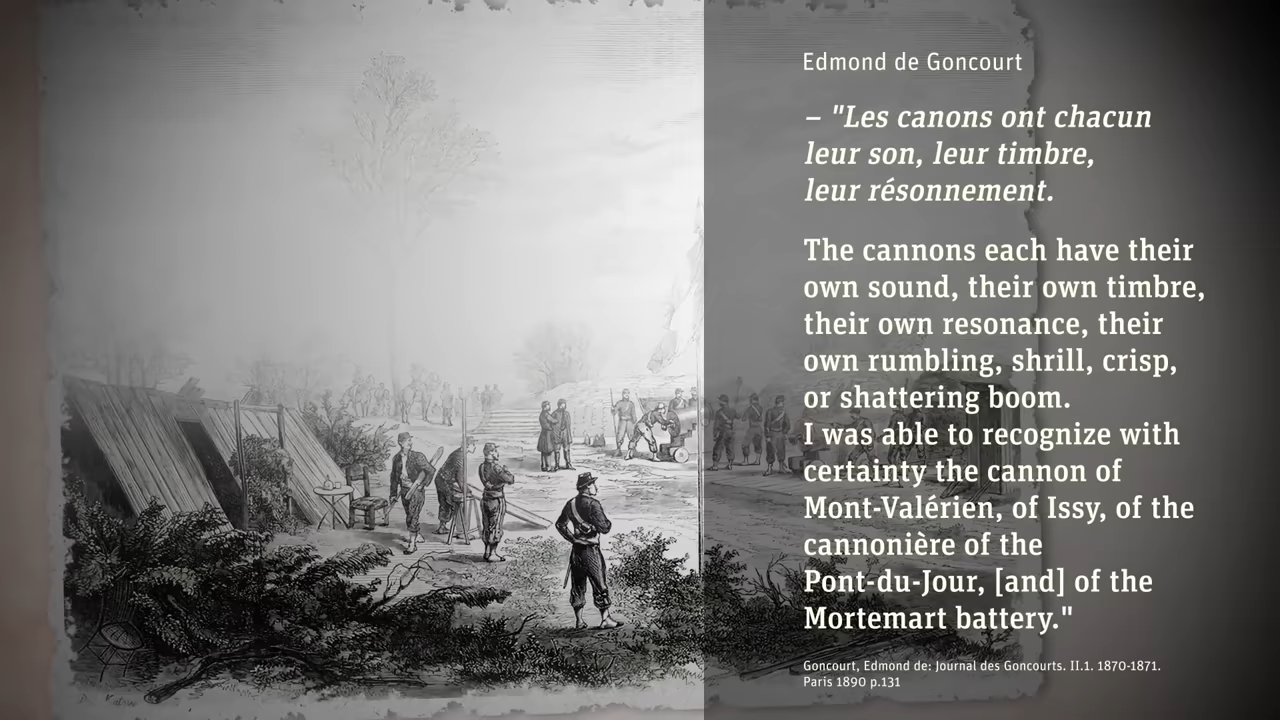 Edmond de Goncourt
– "Les canons ont chacun
leur son, leur timbre,
leur résonnement.
The cannons each have their
own sound, their own timbre,
their own resonance, their
own rumbling, shrill, crisp,
or shattering boom.
I was able to recognize with
certainty the cannon of
Mont-Valérien, of Issy, of the
cannonière of the
Pont-du-Jour, [and] of the
Mortemart battery."
Goncourt, Edmond de: Journal des Goncourts. II.1. 1870-1871.
Paris 1890 p.131